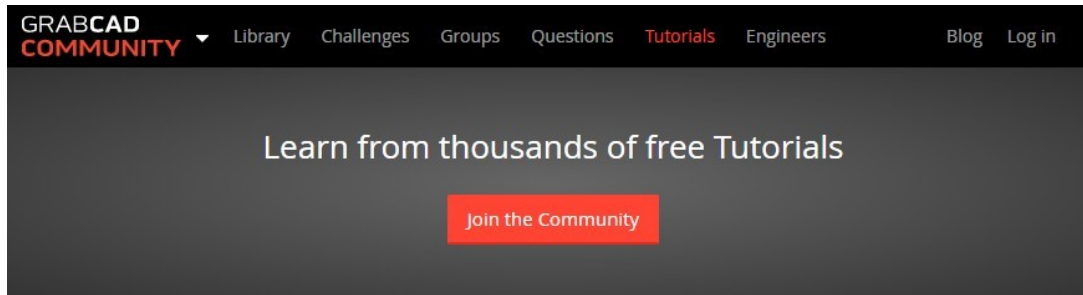 GRABCAD
COMMUNITY
Library Challenges Groups Questions Tutorials Engineers Blog Log in
Learn from thousands of free Tutorials
Join the Community